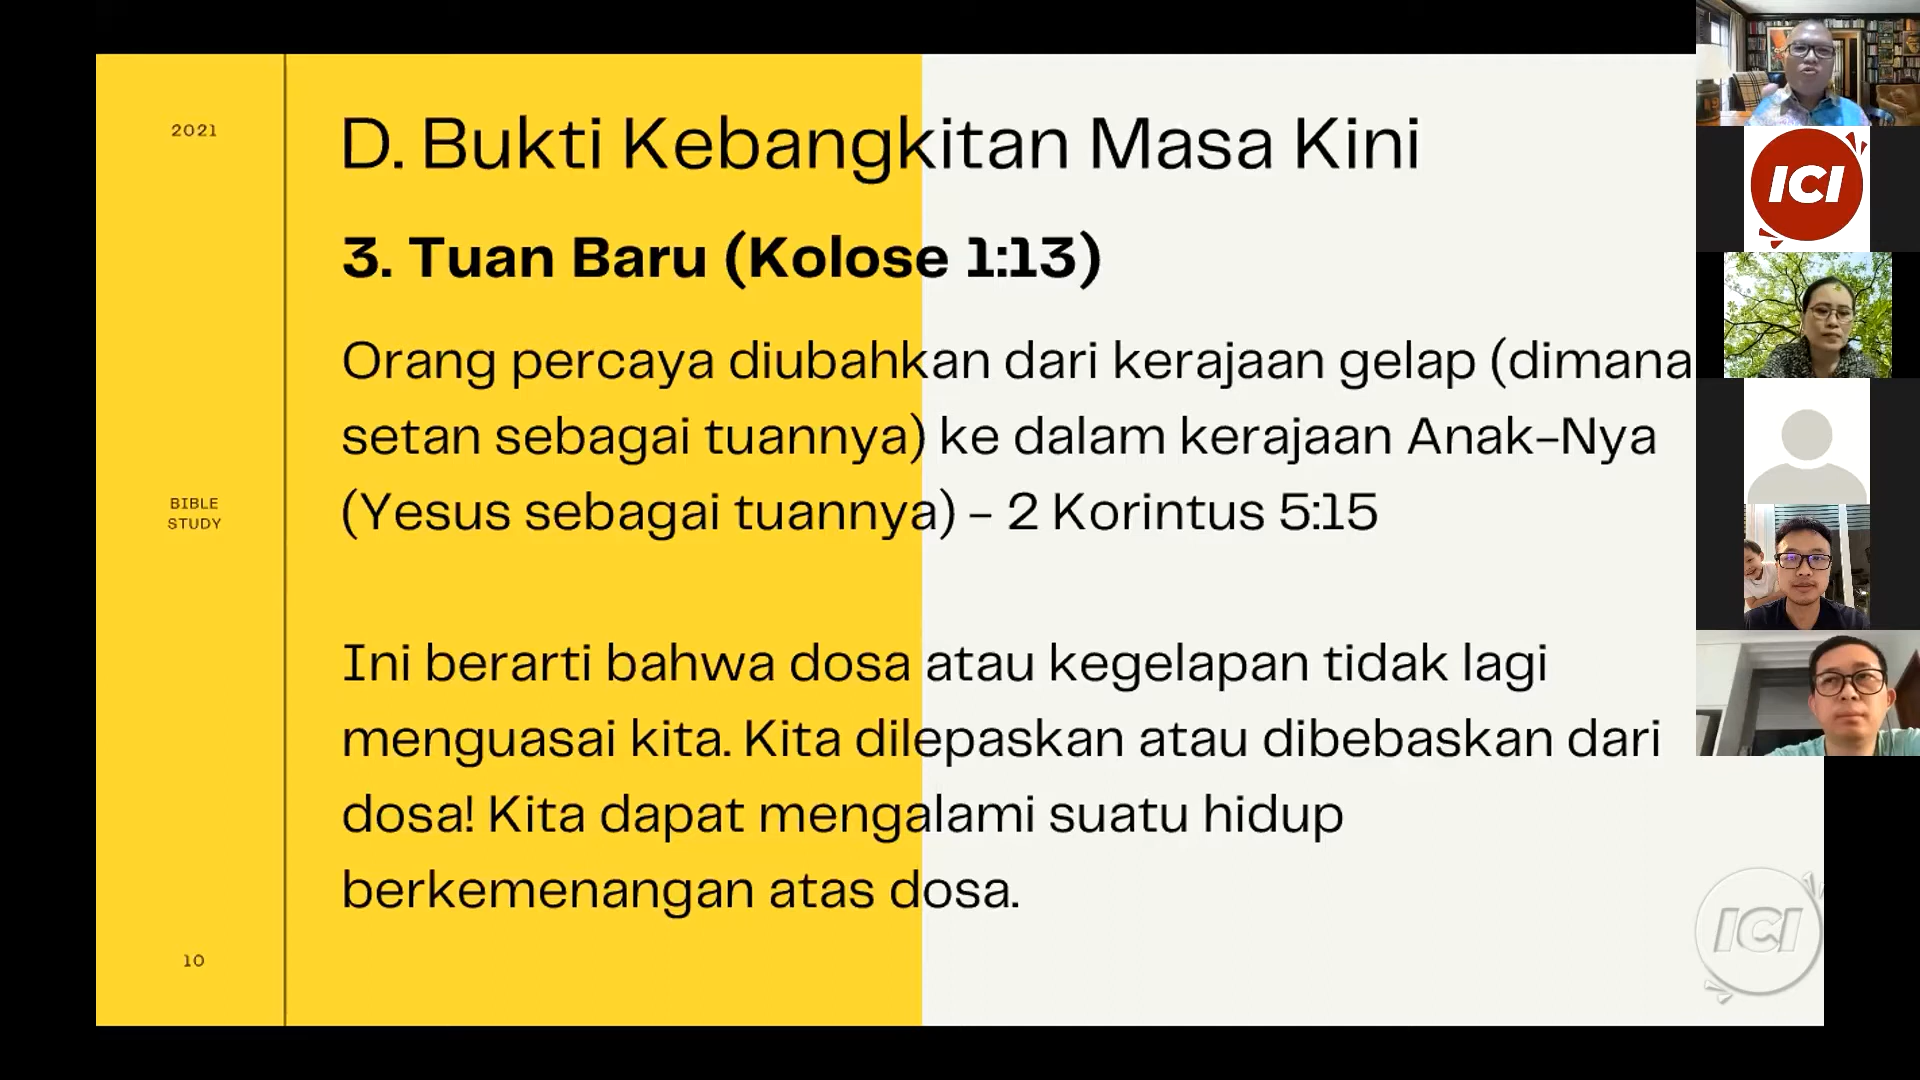 2021
D. Bukti Kebangkitan Masa Kini
3. Tuan Baru (Kolose 1:13)
Orang percaya diubahkan dari kerajaan gelap (dimana
setan sebagai tuannya) ke dalam kerajaan Anak-Nya
(Yesus sebagai tuannya) - 2 Korintus 5:15
BIBLE
STUDY
Ini berarti bahwa dosa atau kegelapan tidak lagi
menguasai kita. Kita dilepaskan atau dibebaskan dari
dosa! Kita dapat mengalami suatu hidup
berkemenangan atas dosa.
10
ICI
ICI